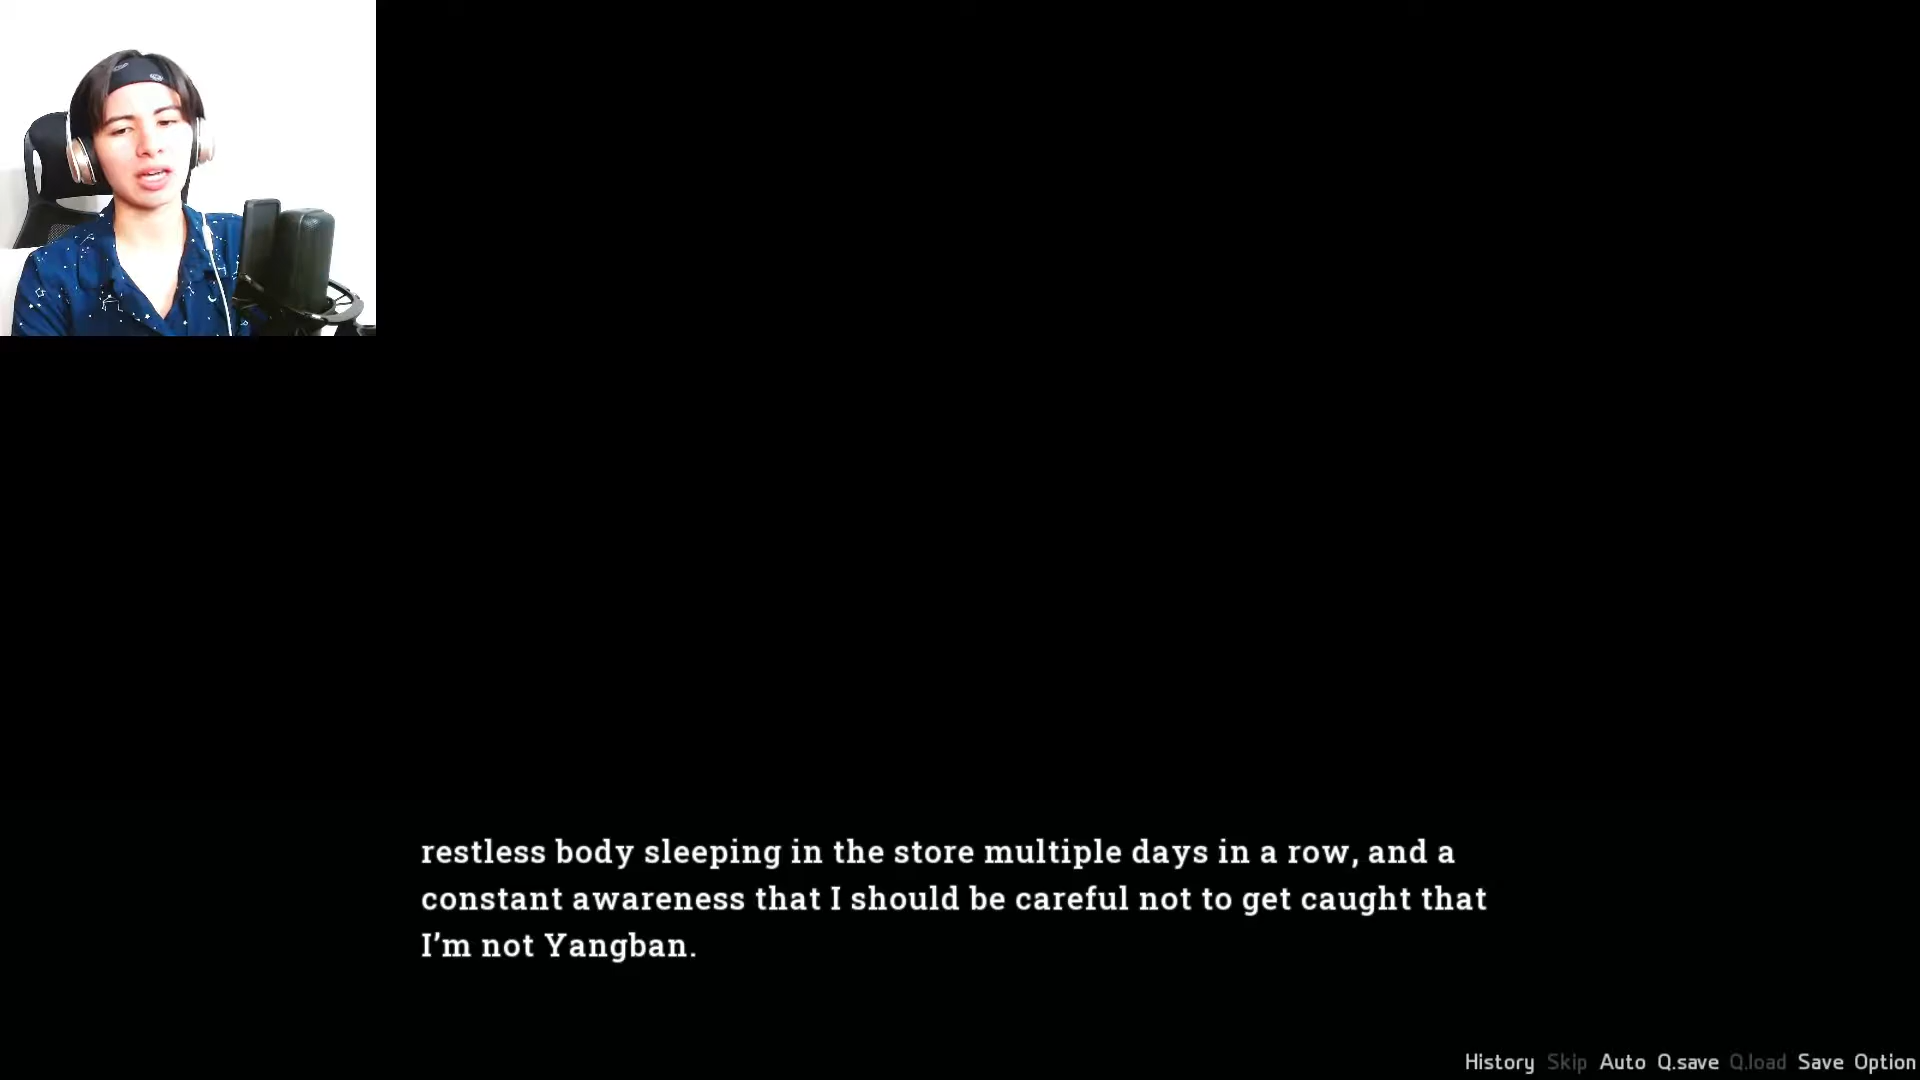 restless body sleeping in the store multiple days in a row, and a
constant awareness that I should be careful not to get caught that
I’m not Yangban.
History Skip Auto Q.save Q.load Save Option